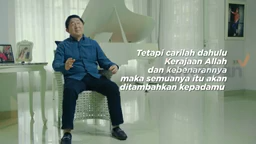 Tetapi carilah dahulu
Kerajaan Allah
dan kebenarannya
maka semuanya itu akan
ditambahkan kepadamu